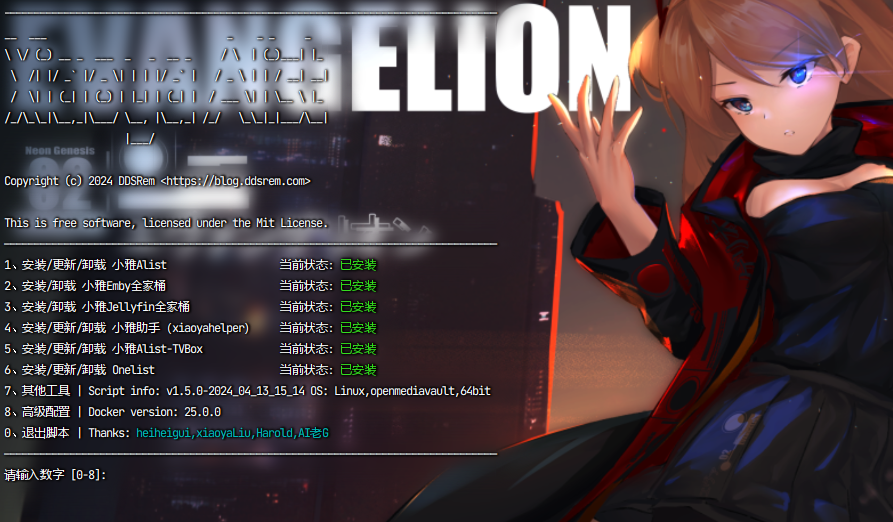 EVANGELION
Xiaoya Alist
Neon Genesis
Copyright (c) 2024 DDSRem <https://blog.ddsrem.com>
This is free software, licensed under the Mit License.
1、安装/更新/卸载 小雅Alist 当前状态: 已安装
2、安装/更新/卸载 小雅Emby全家桶 当前状态: 已安装
3、安装/更新/卸载 小雅Jellyfin全家桶 当前状态: 已安装
4、安装/更新/卸载 小雅助手 (xiaoyahelper) 当前状态: 已安装
5、安装/更新/卸载 小雅Alist-TVBox 当前状态: 已安装
6、安装/更新/卸载 Onelist 当前状态: 已安装
7、其他工具 | Script info: v1.5.0-2024_04_13_15_14 OS: Linux,openmediavault,64bit
8、高级配置 | Docker version: 25.0.0
0、退出脚本 | Thanks: heiheigui,xiaoyaLiu,Harold,AI老G
请输入数字 [0-8]: